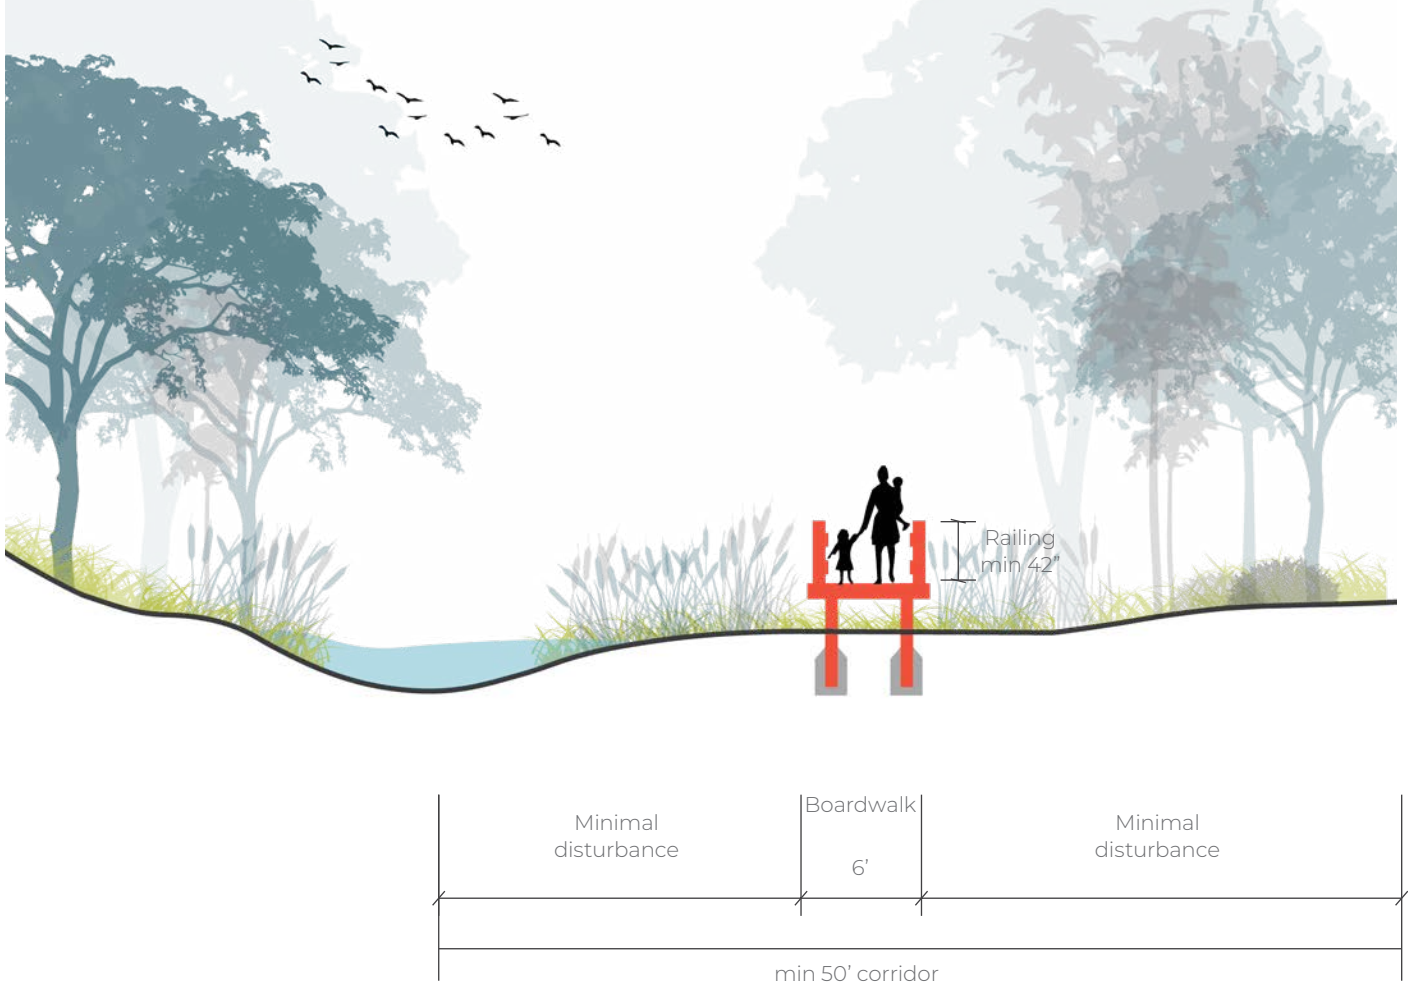 Railing
min 42”
Boardwalk
Minimal
disturbance
6’
Minimal
disturbance
min 50’ corridor